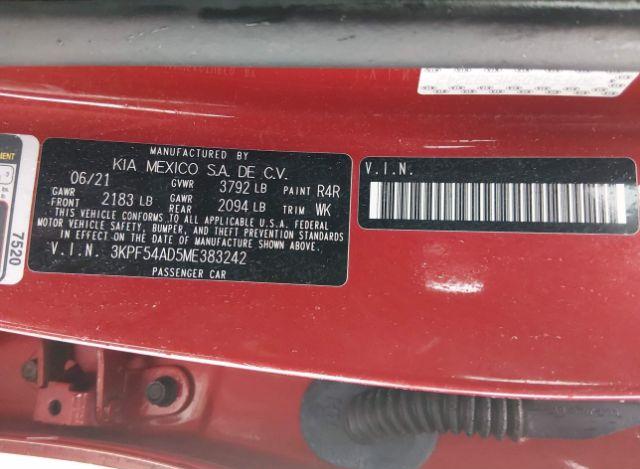 MANUFACTURED BY
KIA MEXICO S.A. DE C.V.
06/21 GVWR 3792 LB PAINT R4R
GAWR FRONT 2183 LB GAWR REAR 2094 LB TRIM WK
THIS VEHICLE CONFORMS TO ALL APPLICABLE U.S.A. FEDERAL
MOTOR VEHICLE SAFETY, BUMPER, AND THEFT PREVENTION STANDARDS
IN EFFECT ON THE DATE OF MANUFACTURE SHOWN ABOVE.
V.I.N. 3KPF54AD5ME383242
PASSENGER CAR
V.I.N.
7520